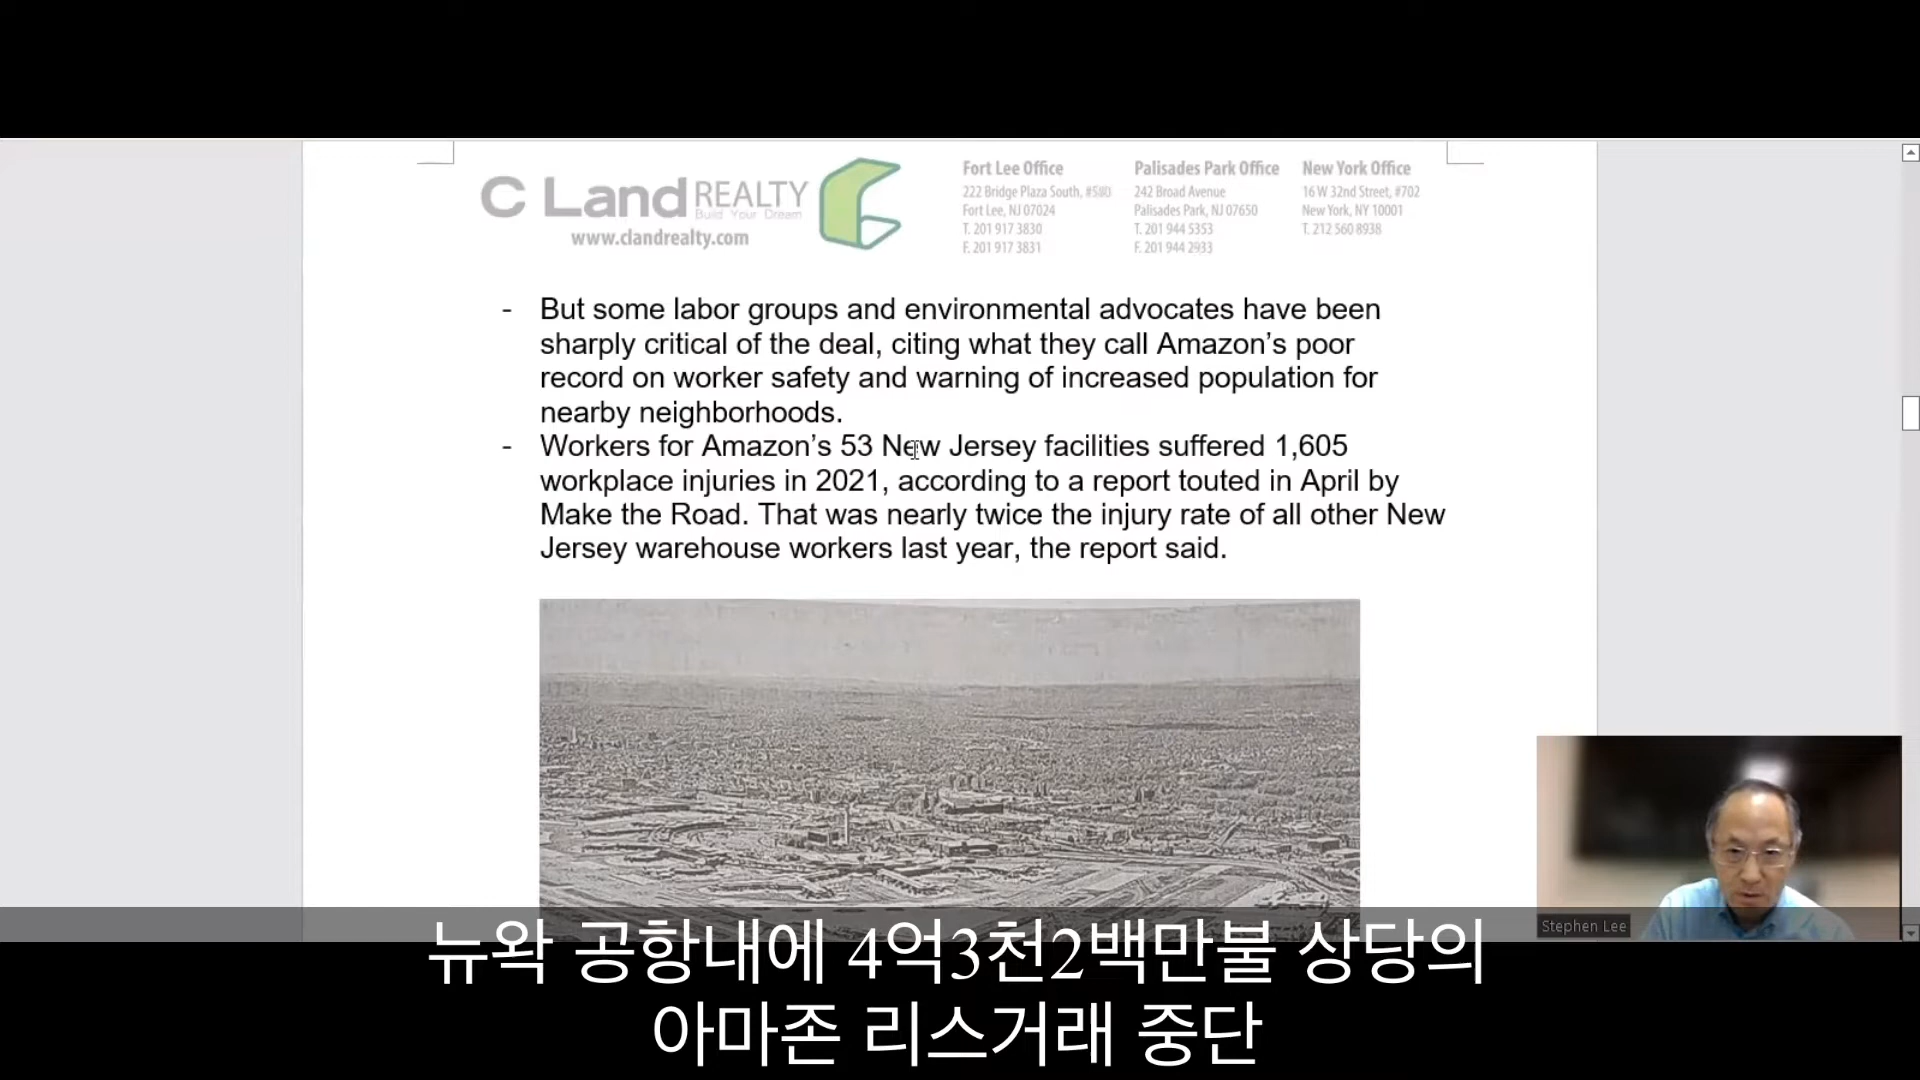 C Land REALTY
Build Your Dream
www.clandrealty.com
Fort Lee Office
222 Bridge Plaza South, #580
Fort Lee, NJ 07024
T. 201 917 3830
F. 201 917 3831
Palisades Park Office
242 Broad Avenue
Palisades Park, NJ 07650
T. 201 944 5353
F. 201 944 2933
New York Office
16 W 32nd Street, #702
New York, NY 10001
T. 212 560 8938
- But some labor groups and environmental advocates have been
sharply critical of the deal, citing what they call Amazon’s poor
record on worker safety and warning of increased population for
nearby neighborhoods.
- Workers for Amazon’s 53 New Jersey facilities suffered 1,605
workplace injuries in 2021, according to a report touted in April by
Make the Road. That was nearly twice the injury rate of all other New
Jersey warehouse workers last year, the report said.
Stephen Lee
뉴왁 공항내에 4억3천2백만불 상당의
아마존 리스거래 중단